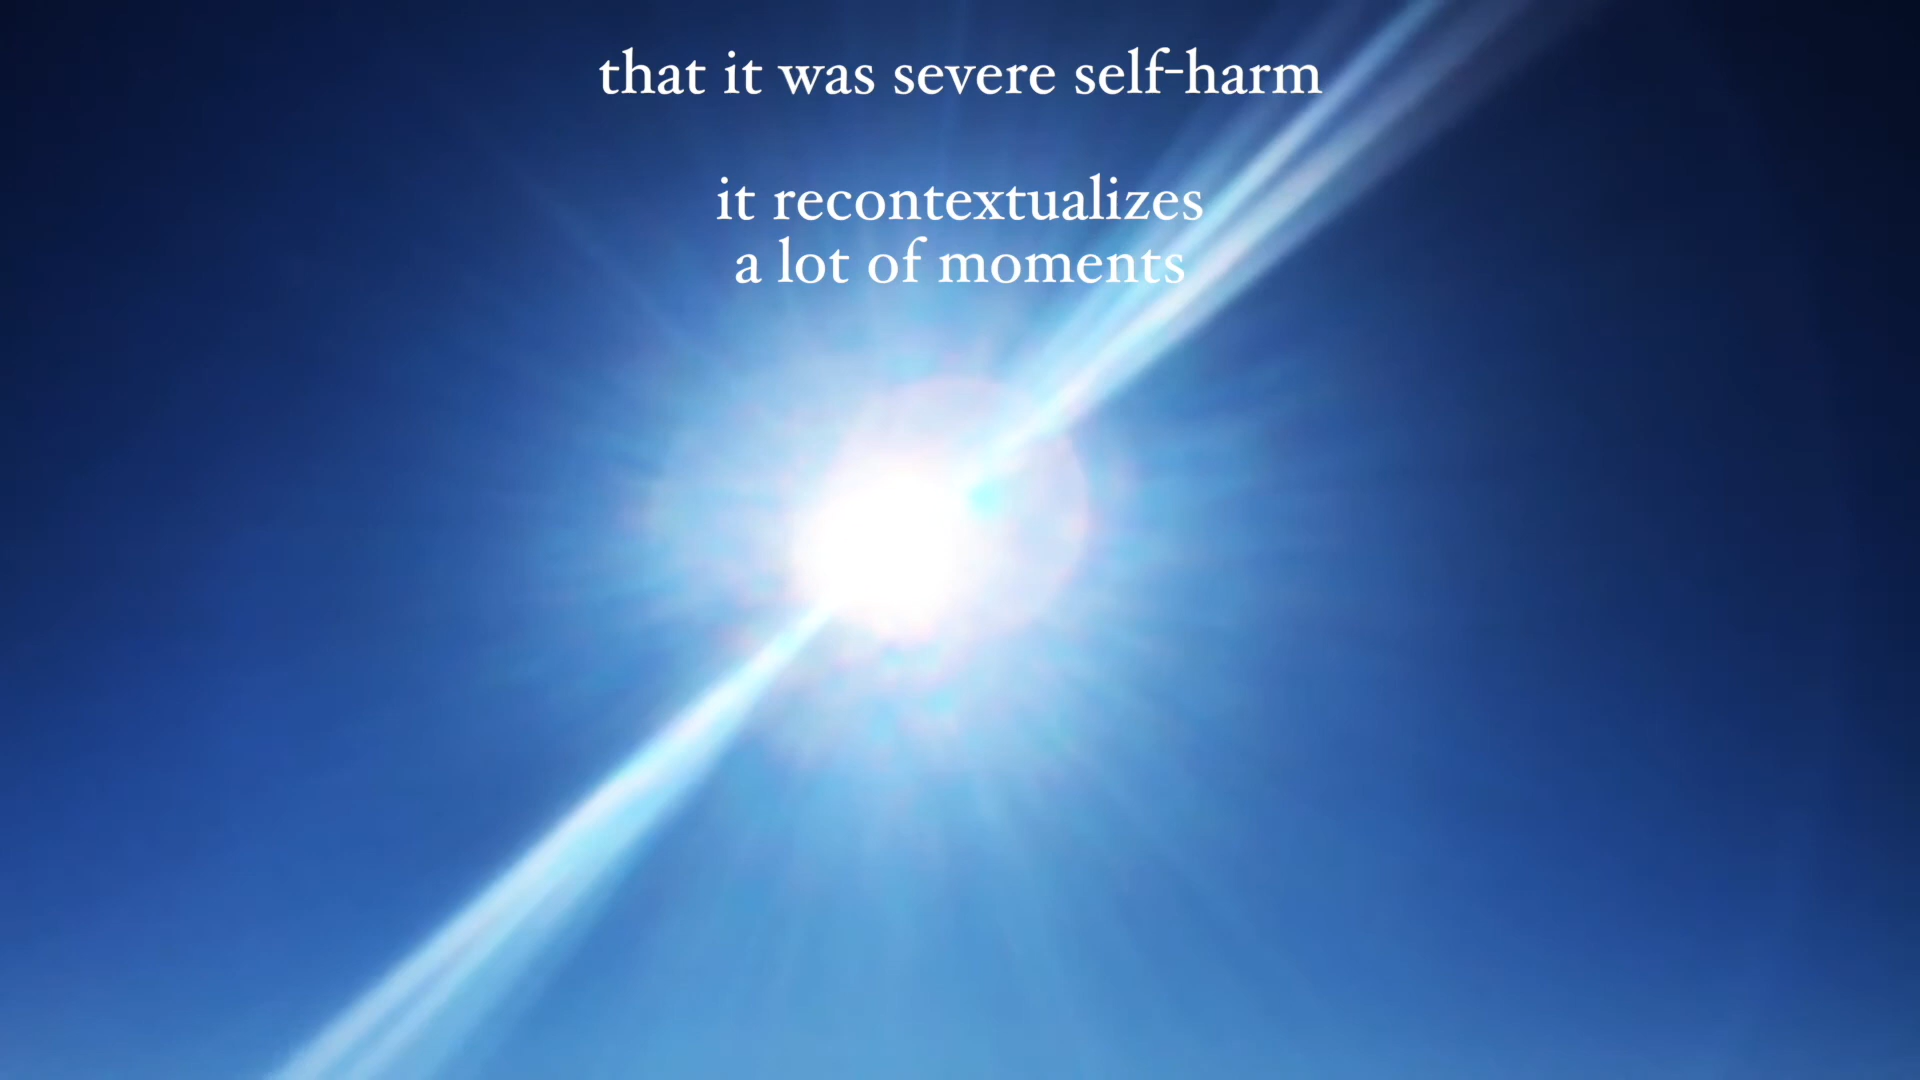 that it was severe self-harm
it recontextualizes
a lot of moments